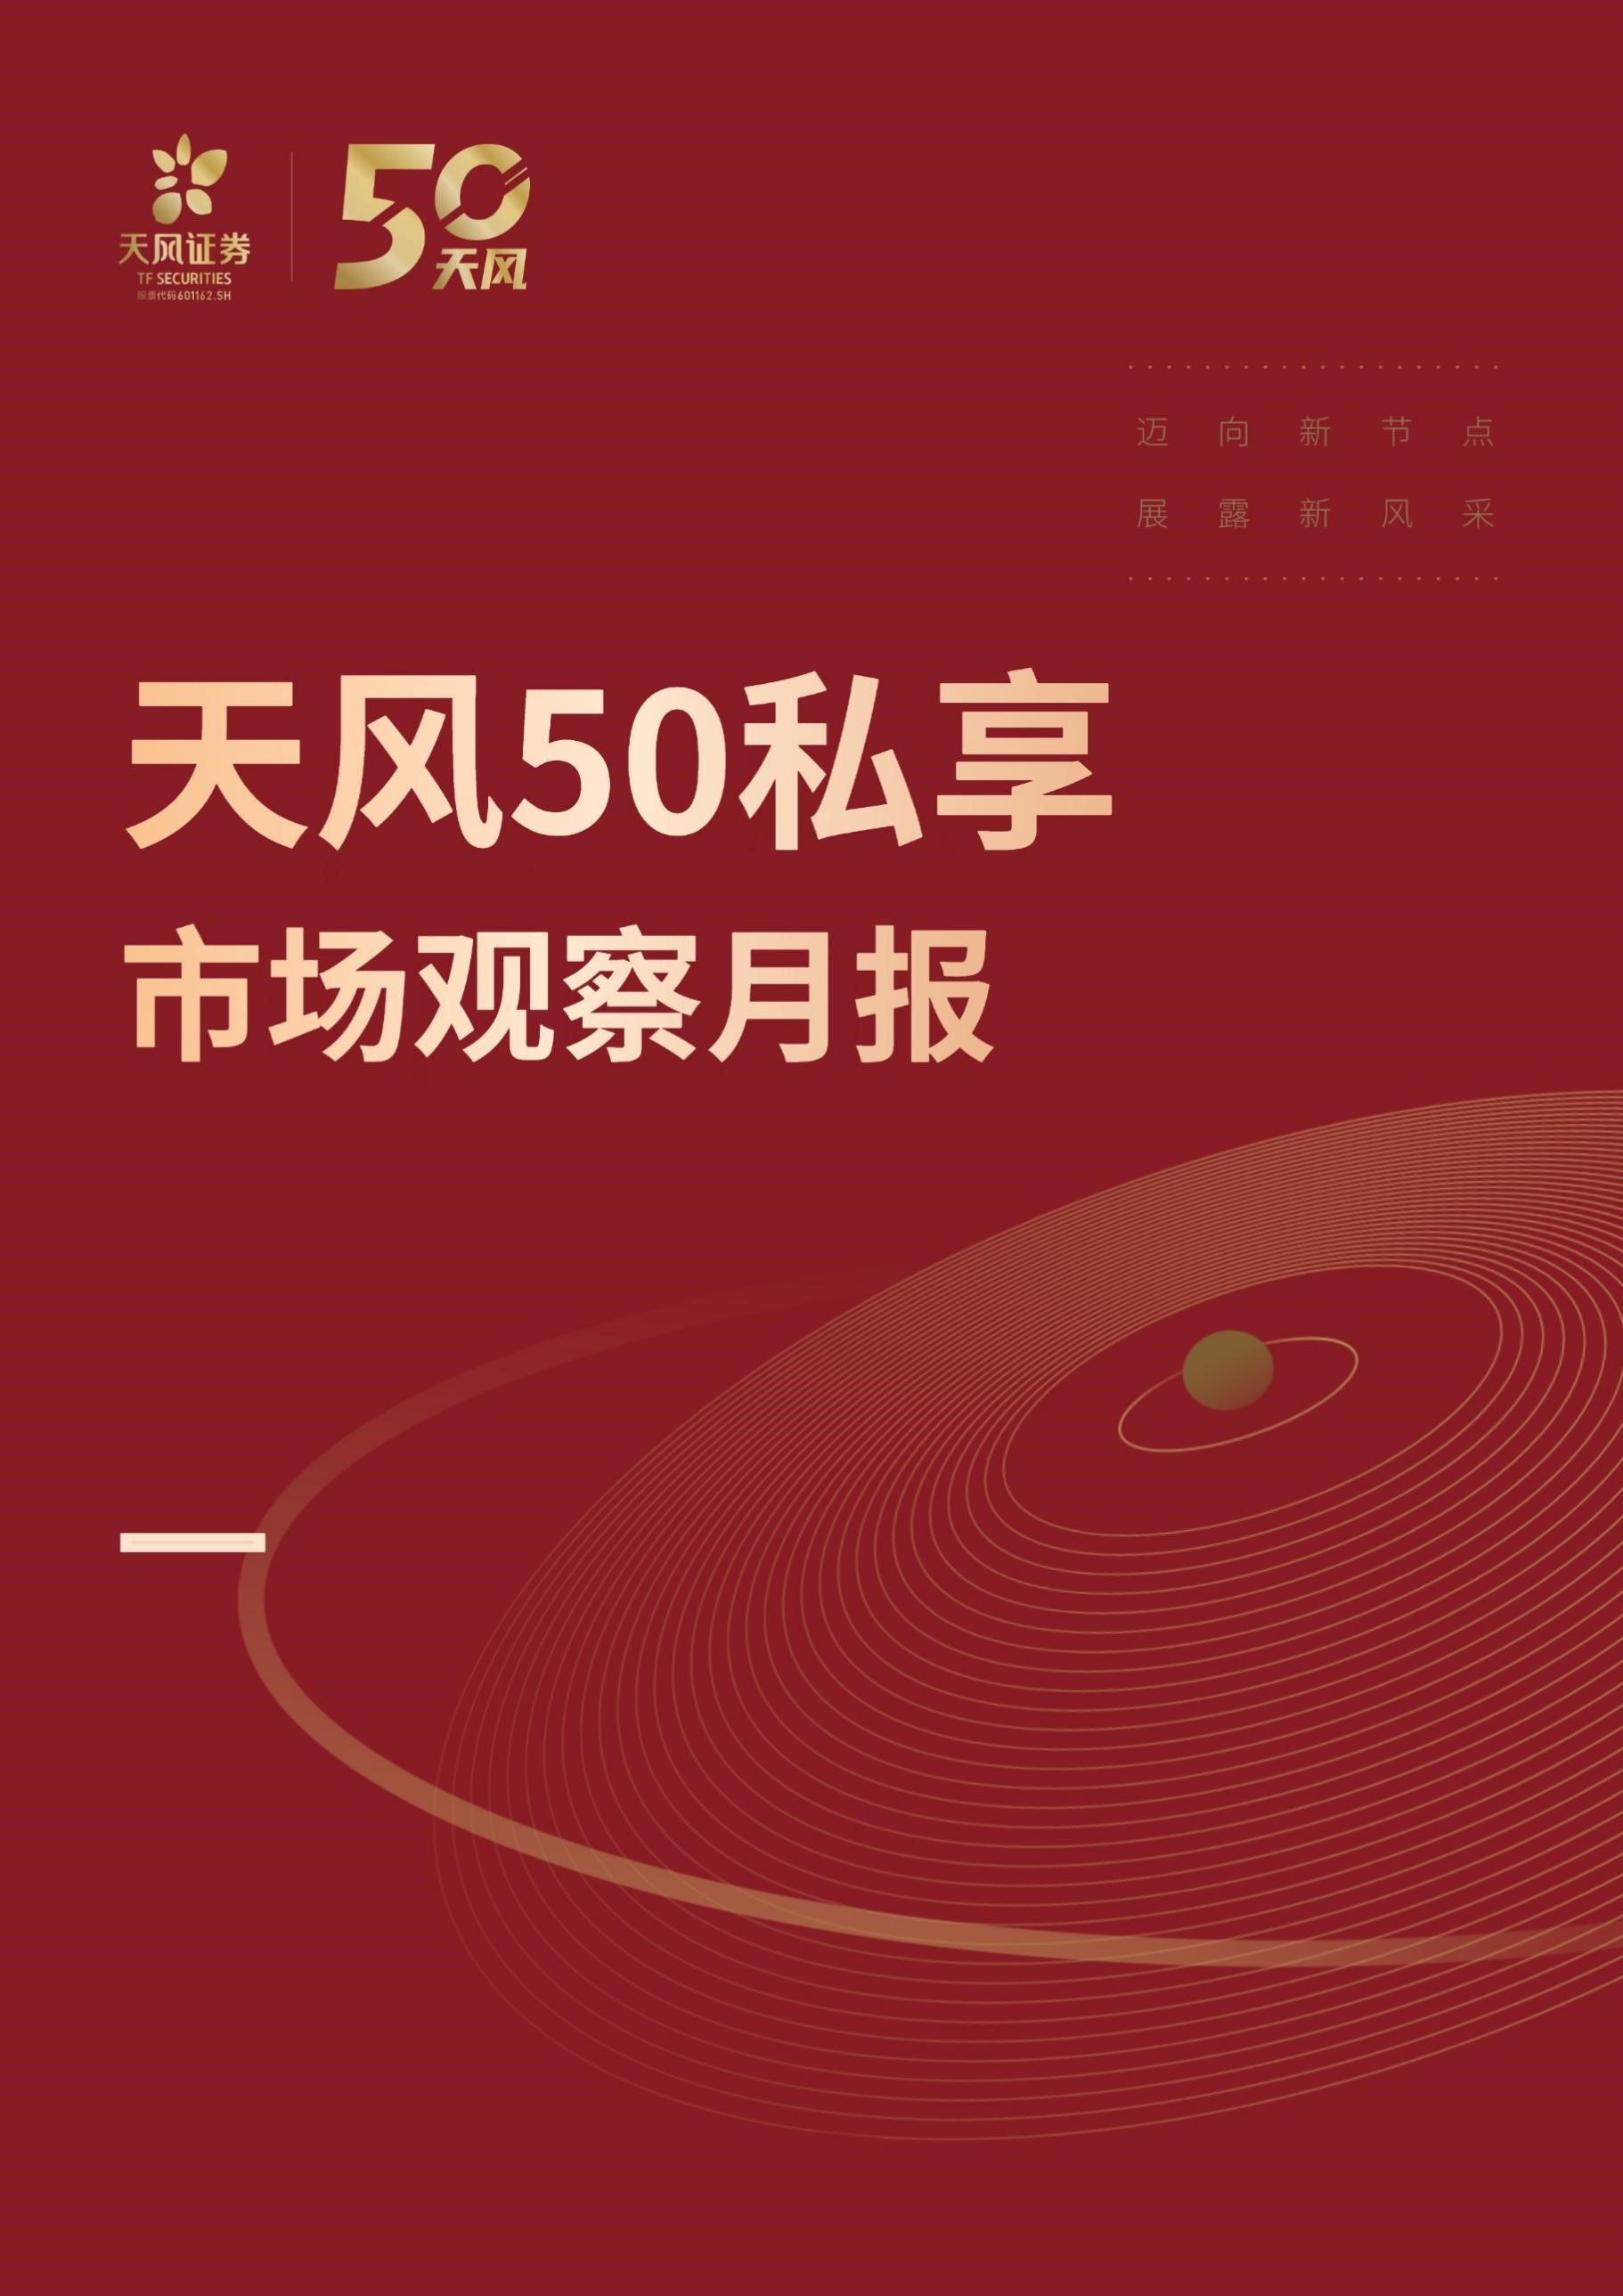 天风证券
TF SECURITIES
股票代码601162.SH
50
天风
迈向新节点
展露新风采
天风50私享
市场观察月报